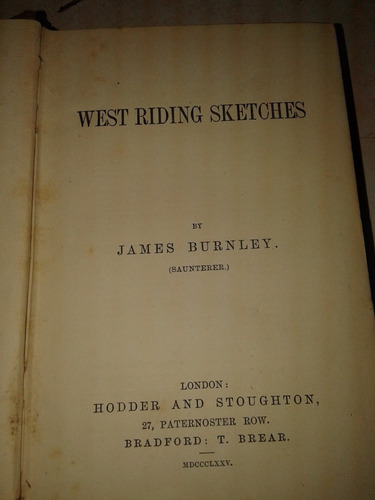 WEST RIDING SKETCHES
BY
JAMES BURNLEY.
(SAUNTERER.)
LONDON:
HODDER AND STOUGHTON,
27, PATERNOSTER ROW.
BRADFORD: T. BREAR.
MDCCCLXXV.